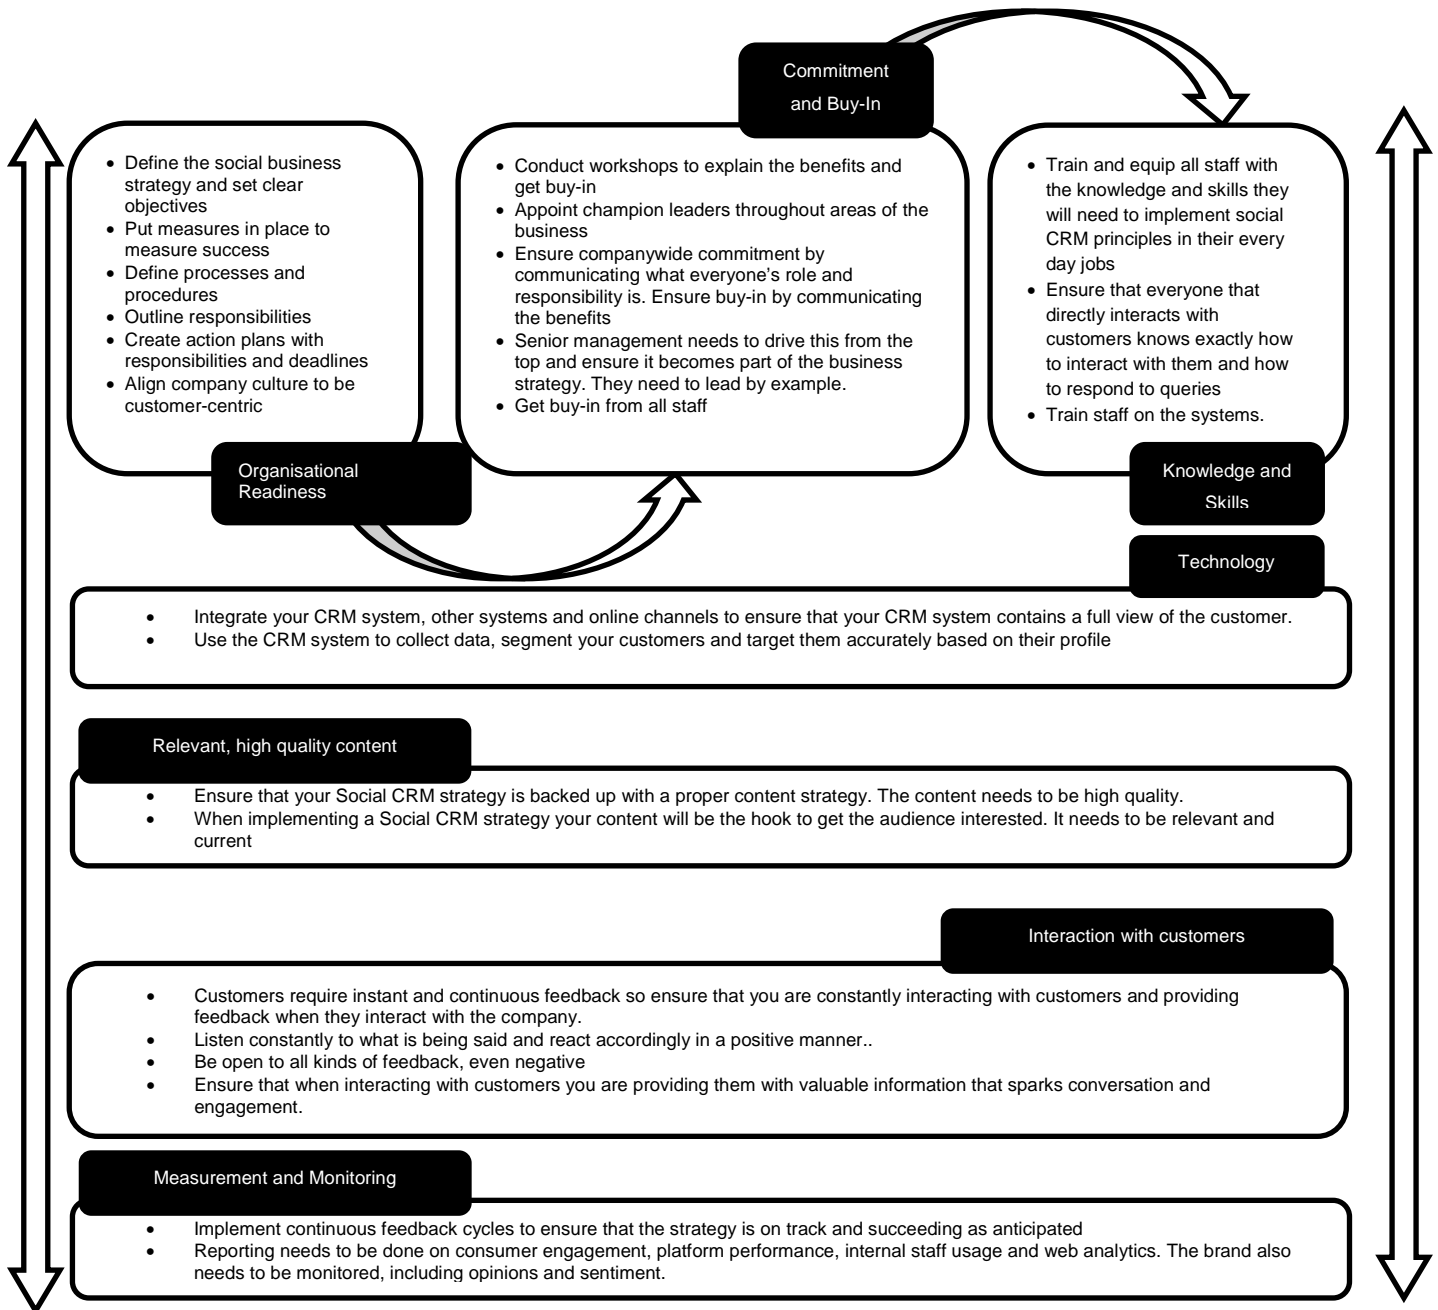 Commitment
and Buy-In
• Define the social business
strategy and set clear
objectives
• Put measures in place to
measure success
• Define processes and
procedures
• Outline responsibilities
• Create action plans with
responsibilities and deadlines
• Align company culture to be
customer-centric
Organisational
Readiness
• Conduct workshops to explain the benefits and
get buy-in
• Appoint champion leaders throughout areas of the
business
• Ensure companywide commitment by
communicating what everyone’s role and
responsibility is. Ensure buy-in by communicating
the benefits
• Senior management needs to drive this from the
top and ensure it becomes part of the business
strategy. They need to lead by example.
• Get buy-in from all staff
• Train and equip all staff with
the knowledge and skills they
will need to implement social
CRM principles in their every
day jobs
• Ensure that everyone that
directly interacts with
customers knows exactly how
to interact with them and how
to respond to queries
• Train staff on the systems.
Knowledge and
Skills
Technology
• Integrate your CRM system, other systems and online channels to ensure that your CRM system contains a full view of the customer.
• Use the CRM system to collect data, segment your customers and target them accurately based on their profile
Relevant, high quality content
• Ensure that your Social CRM strategy is backed up with a proper content strategy. The content needs to be high quality.
• When implementing a Social CRM strategy your content will be the hook to get the audience interested. It needs to be relevant and
current
Interaction with customers
• Customers require instant and continuous feedback so ensure that you are constantly interacting with customers and providing
feedback when they interact with the company.
• Listen constantly to what is being said and react accordingly in a positive manner..
• Be open to all kinds of feedback, even negative
• Ensure that when interacting with customers you are providing them with valuable information that sparks conversation and
engagement.
Measurement and Monitoring
• Implement continuous feedback cycles to ensure that the strategy is on track and succeeding as anticipated
• Reporting needs to be done on consumer engagement, platform performance, internal staff usage and web analytics. The brand also
needs to be monitored, including opinions and sentiment.